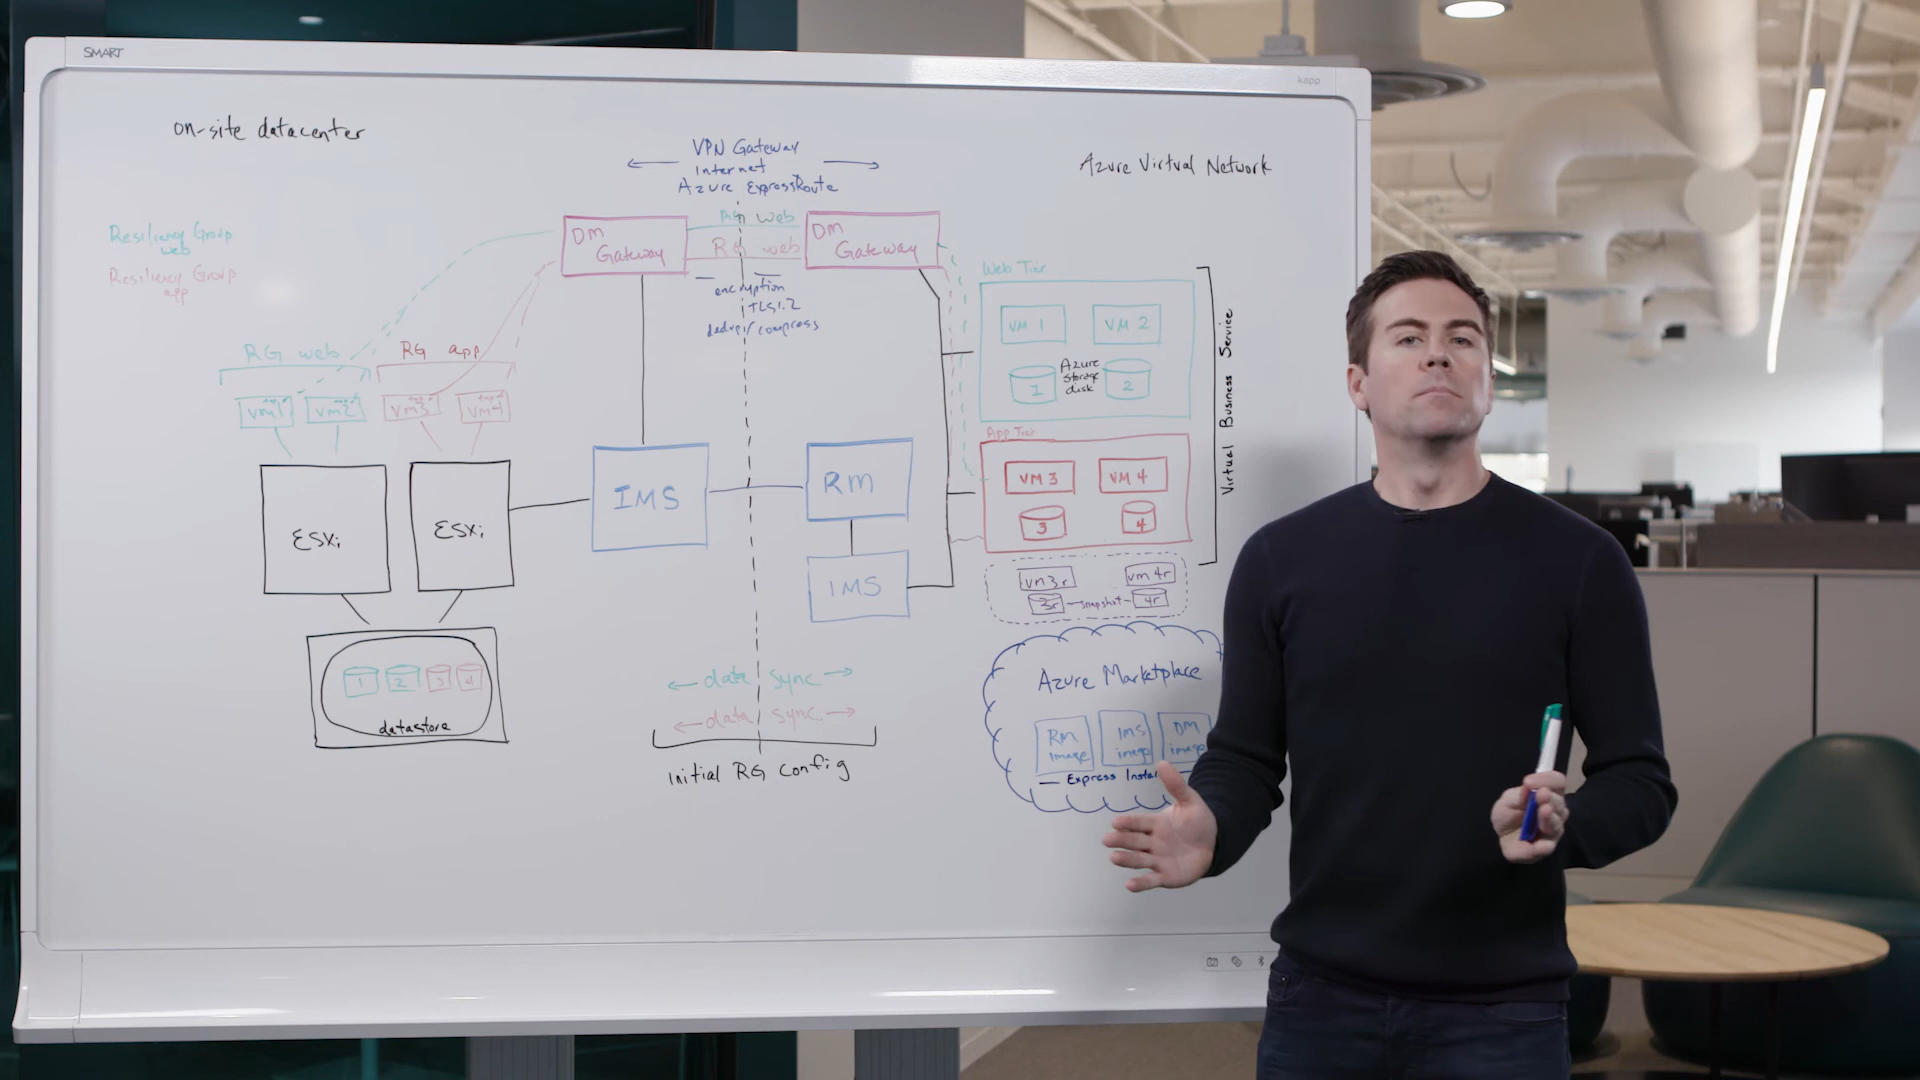 SMART
kapp
on-site datacenter
VPN Gateway
Internet
Azure ExpressRoute
Azure Virtual Network
Resiliency Group
web
Resiliency Group
app
DM
Gateway
RG web
RG web
DM
Gateway
encryption
TLS1.2
dedup/compress
Web Tier
VM 1
VM 2
1
Azure
storage
disk
2
Virtual Business Service
RG web
RG app
vm1
vm2
vm3
vm4
App Tier
VM 3
VM 4
3
4
ESXi
ESXi
IMS
RM
IMS
vm3r
vm4r
3r
snapshot
4r
1
2
3
4
datastore
data sync
data sync
Initial RG Config
Azure Marketplace
RM
image
IMS
image
DM
image
Express Instal